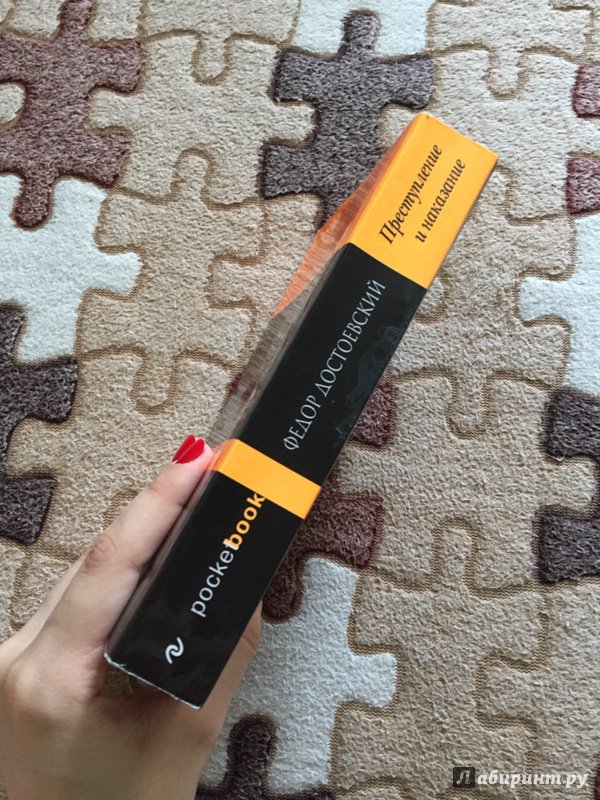 Преступление
и наказание
ФЕДОР ДОСТОЕВСКИЙ
pocketbook
Лабиринт.ру